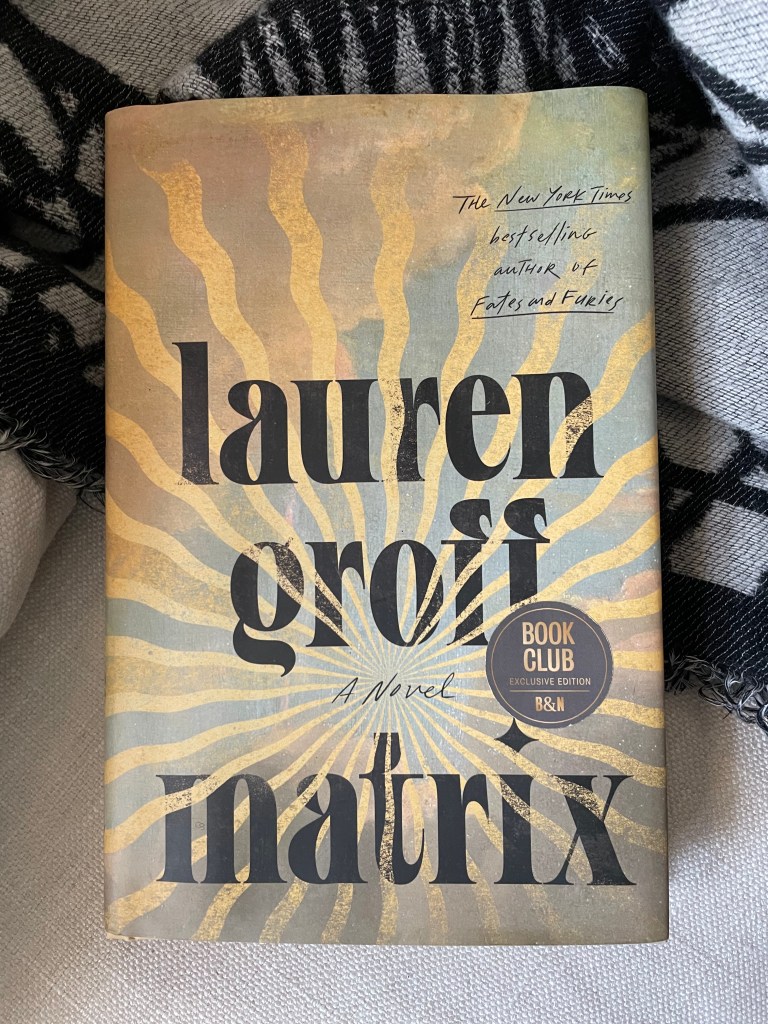 THE New York Times
bestselling
author of
Fates and Furies
lauren
groff
BOOK
CLUB
EXCLUSIVE EDITION
B&N
A Novel
matrix